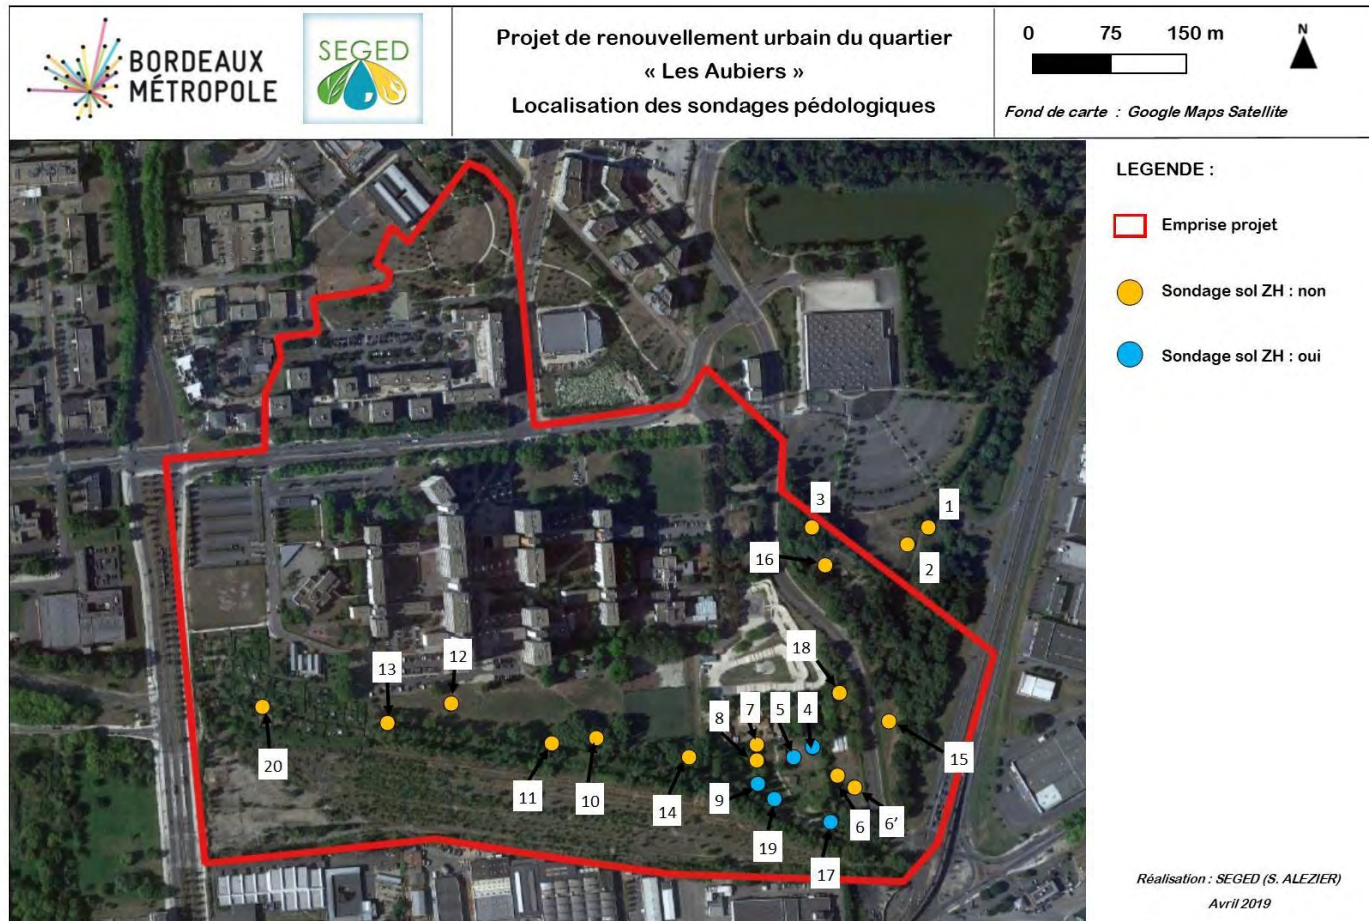 BORDEAUX
MÉTROPOLE
SEGED
Projet de renouvellement urbain du quartier
« Les Aubiers »
Localisation des sondages pédologiques
0 75 150 m
N
Fond de carte : Google Maps Satellite
LEGENDE :
Emprise projet
Sondage sol ZH : non
Sondage sol ZH : oui
3
1
16
2
18
13
12
7
5
4
8
20
15
11
10
14
9
6
6’
19
17
Réalisation : SEGED (S. ALEZIER)
Avril 2019